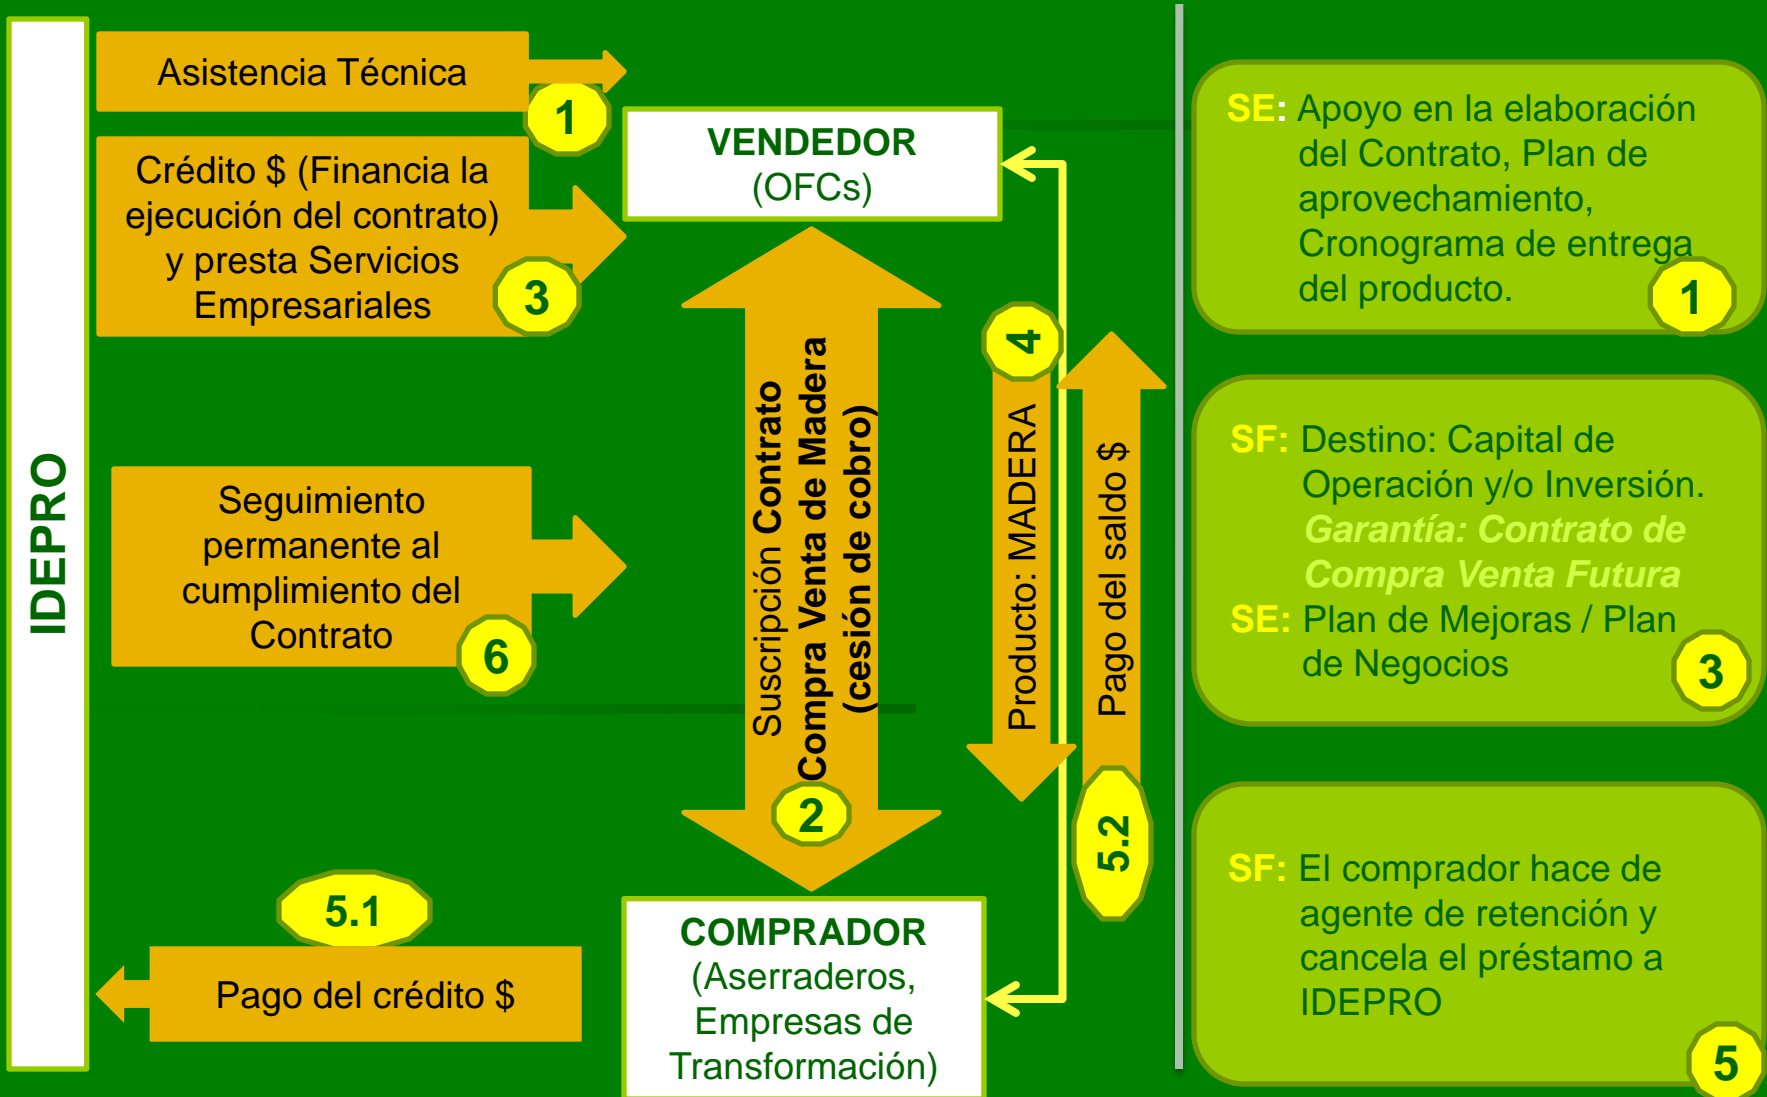 IDEPRO
Asistencia Técnica
1
Crédito $ (Financia la
ejecución del contrato)
y presta Servicios
Empresariales
3
Seguimiento
permanente al
cumplimiento del
Contrato
6
5.1
Pago del crédito $
VENDEDOR
(OFCs)
Suscripción Contrato
Compra Venta de Madera
(cesión de cobro)
2
COMPRADOR
(Aserraderos,
Empresas de
Transformación)
4
Producto: MADERA
Pago del saldo $
5.2
SE: Apoyo en la elaboración
del Contrato, Plan de
aprovechamiento,
Cronograma de entrega
del producto.
1
SF: Destino: Capital de
Operación y/o Inversión.
Garantía: Contrato de
Compra Venta Futura
SE: Plan de Mejoras / Plan
de Negocios
3
SF: El comprador hace de
agente de retención y
cancela el préstamo a
IDEPRO
5